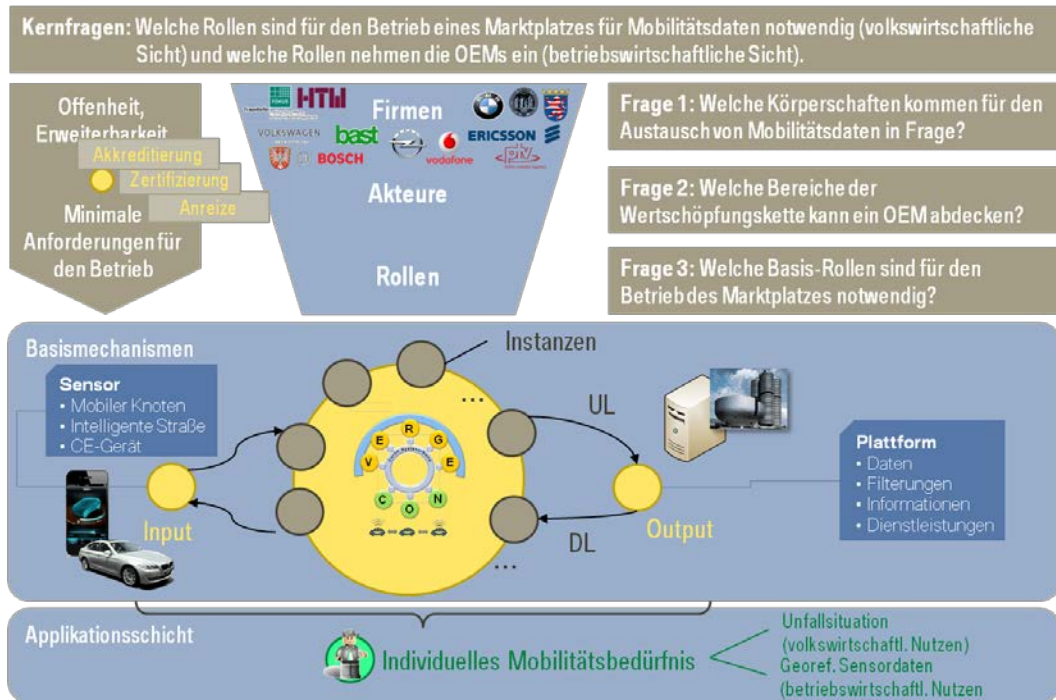 Kernfragen: Welche Rollen sind für den Betrieb eines Marktplatzes für Mobilitätsdaten notwendig (volkswirtschaftliche
Sicht) und welche Rollen nehmen die OEMs ein (betriebswirtschaftliche Sicht).
Offenheit,
Erweiterbarkeit
Akkreditierung
Zertifizierung
Anreize
Minimale
Anforderungen für
den Betrieb
FOKUS
HTW
Firmen
VOLKSWAGEN
bast
ERICSSON
BOSCH
vodafone
ptv
Akteure
Rollen
Frage 1: Welche Körperschaften kommen für den
Austausch von Mobilitätsdaten in Frage?
Frage 2: Welche Bereiche der
Wertschöpfungskette kann ein OEM abdecken?
Frage 3: Welche Basis-Rollen sind für den
Betrieb des Marktplatzes notwendig?
Basismechanismen
Sensor
• Mobiler Knoten
• Intelligente Straße
• CE-Gerät
Input
Instanzen
...
C O N
V E R G E
...
UL
DL
Output
Plattform
• Daten
• Filterungen
• Informationen
• Dienstleistungen
Applikationsschicht
Individuelles Mobilitätsbedürfnis
Unfallsituation
(volkswirtschaftl. Nutzen)
Georef. Sensordaten
(betriebswirtschaftl. Nutzen